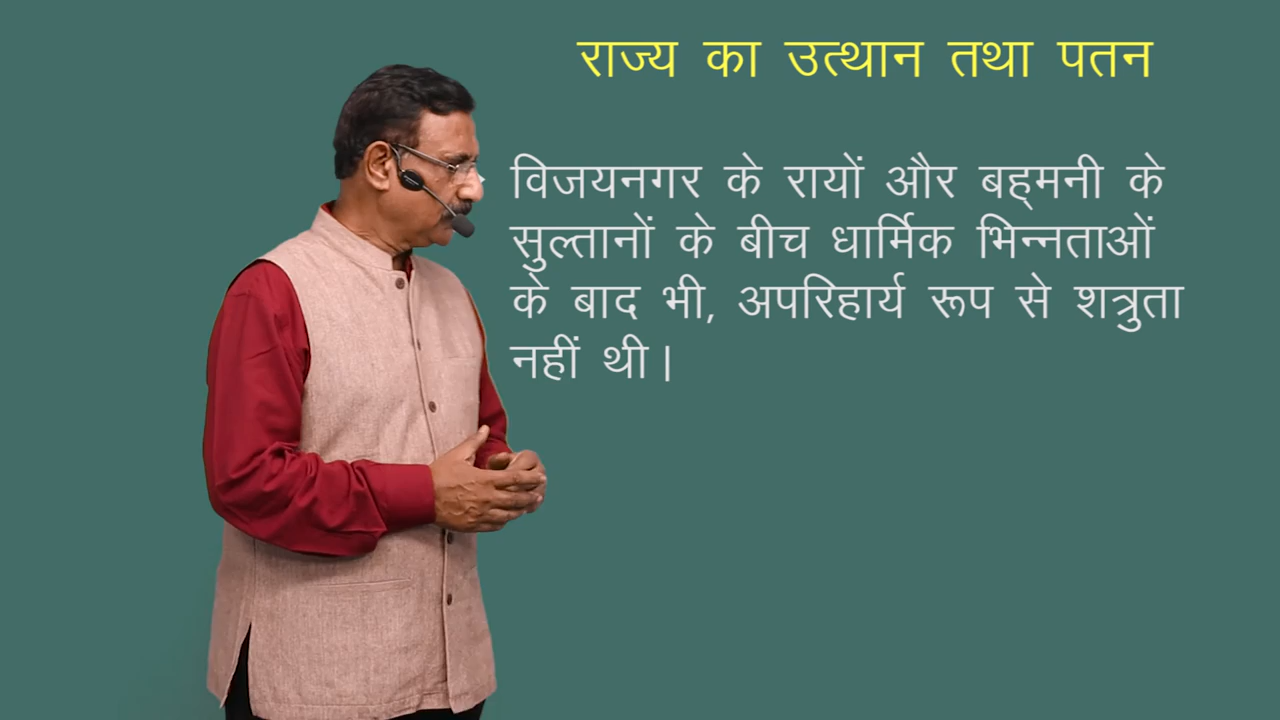 राज्य का उत्थान तथा पतन
विजयनगर के रायों और बह्मनी के
सुल्तानों के बीच धार्मिक भिन्नताओं
के बाद भी, अपरिहार्य रूप से शत्रुता
नहीं थी।